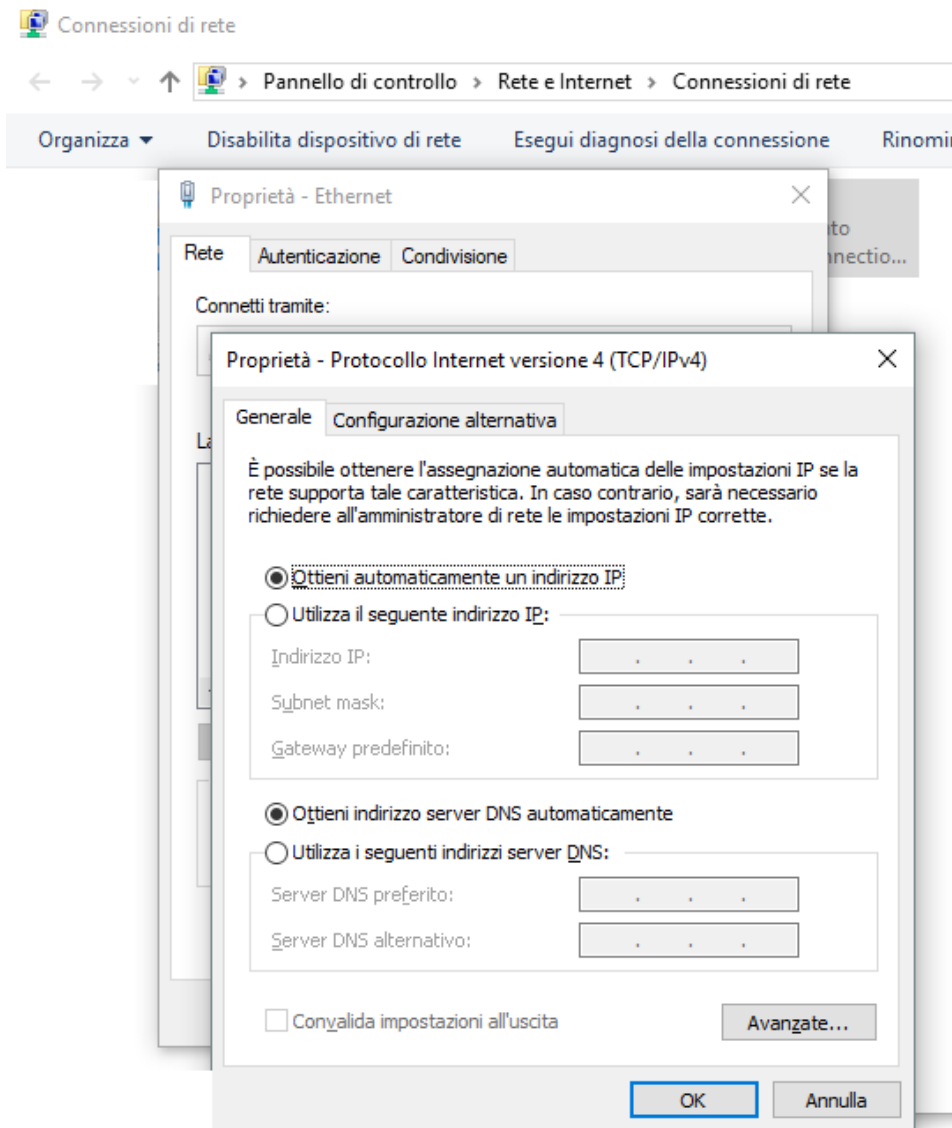 Connessioni di rete
Pannello di controllo > Rete e Internet > Connessioni di rete
Organizza Disabilita dispositivo di rete Esegui diagnosi della connessione
Proprietà - Ethernet
Rete Autenticazione Condivisione
Connetti tramite:
Proprietà - Protocollo Internet versione 4 (TCP/IPv4)
Generale Configurazione alternativa
È possibile ottenere l'assegnazione automatica delle impostazioni IP se la
rete supporta tale caratteristica. In caso contrario, sarà necessario
richiedere all'amministratore di rete le impostazioni IP corrette.
Ottieni automaticamente un indirizzo IP
Utilizza il seguente indirizzo IP:
Indirizzo IP:
Subnet mask:
Gateway predefinito:
Ottieni indirizzo server DNS automaticamente
Utilizza i seguenti indirizzi server DNS:
Server DNS preferito:
Server DNS alternativo:
Convalida impostazioni all'uscita Avanzate...
OK Annulla